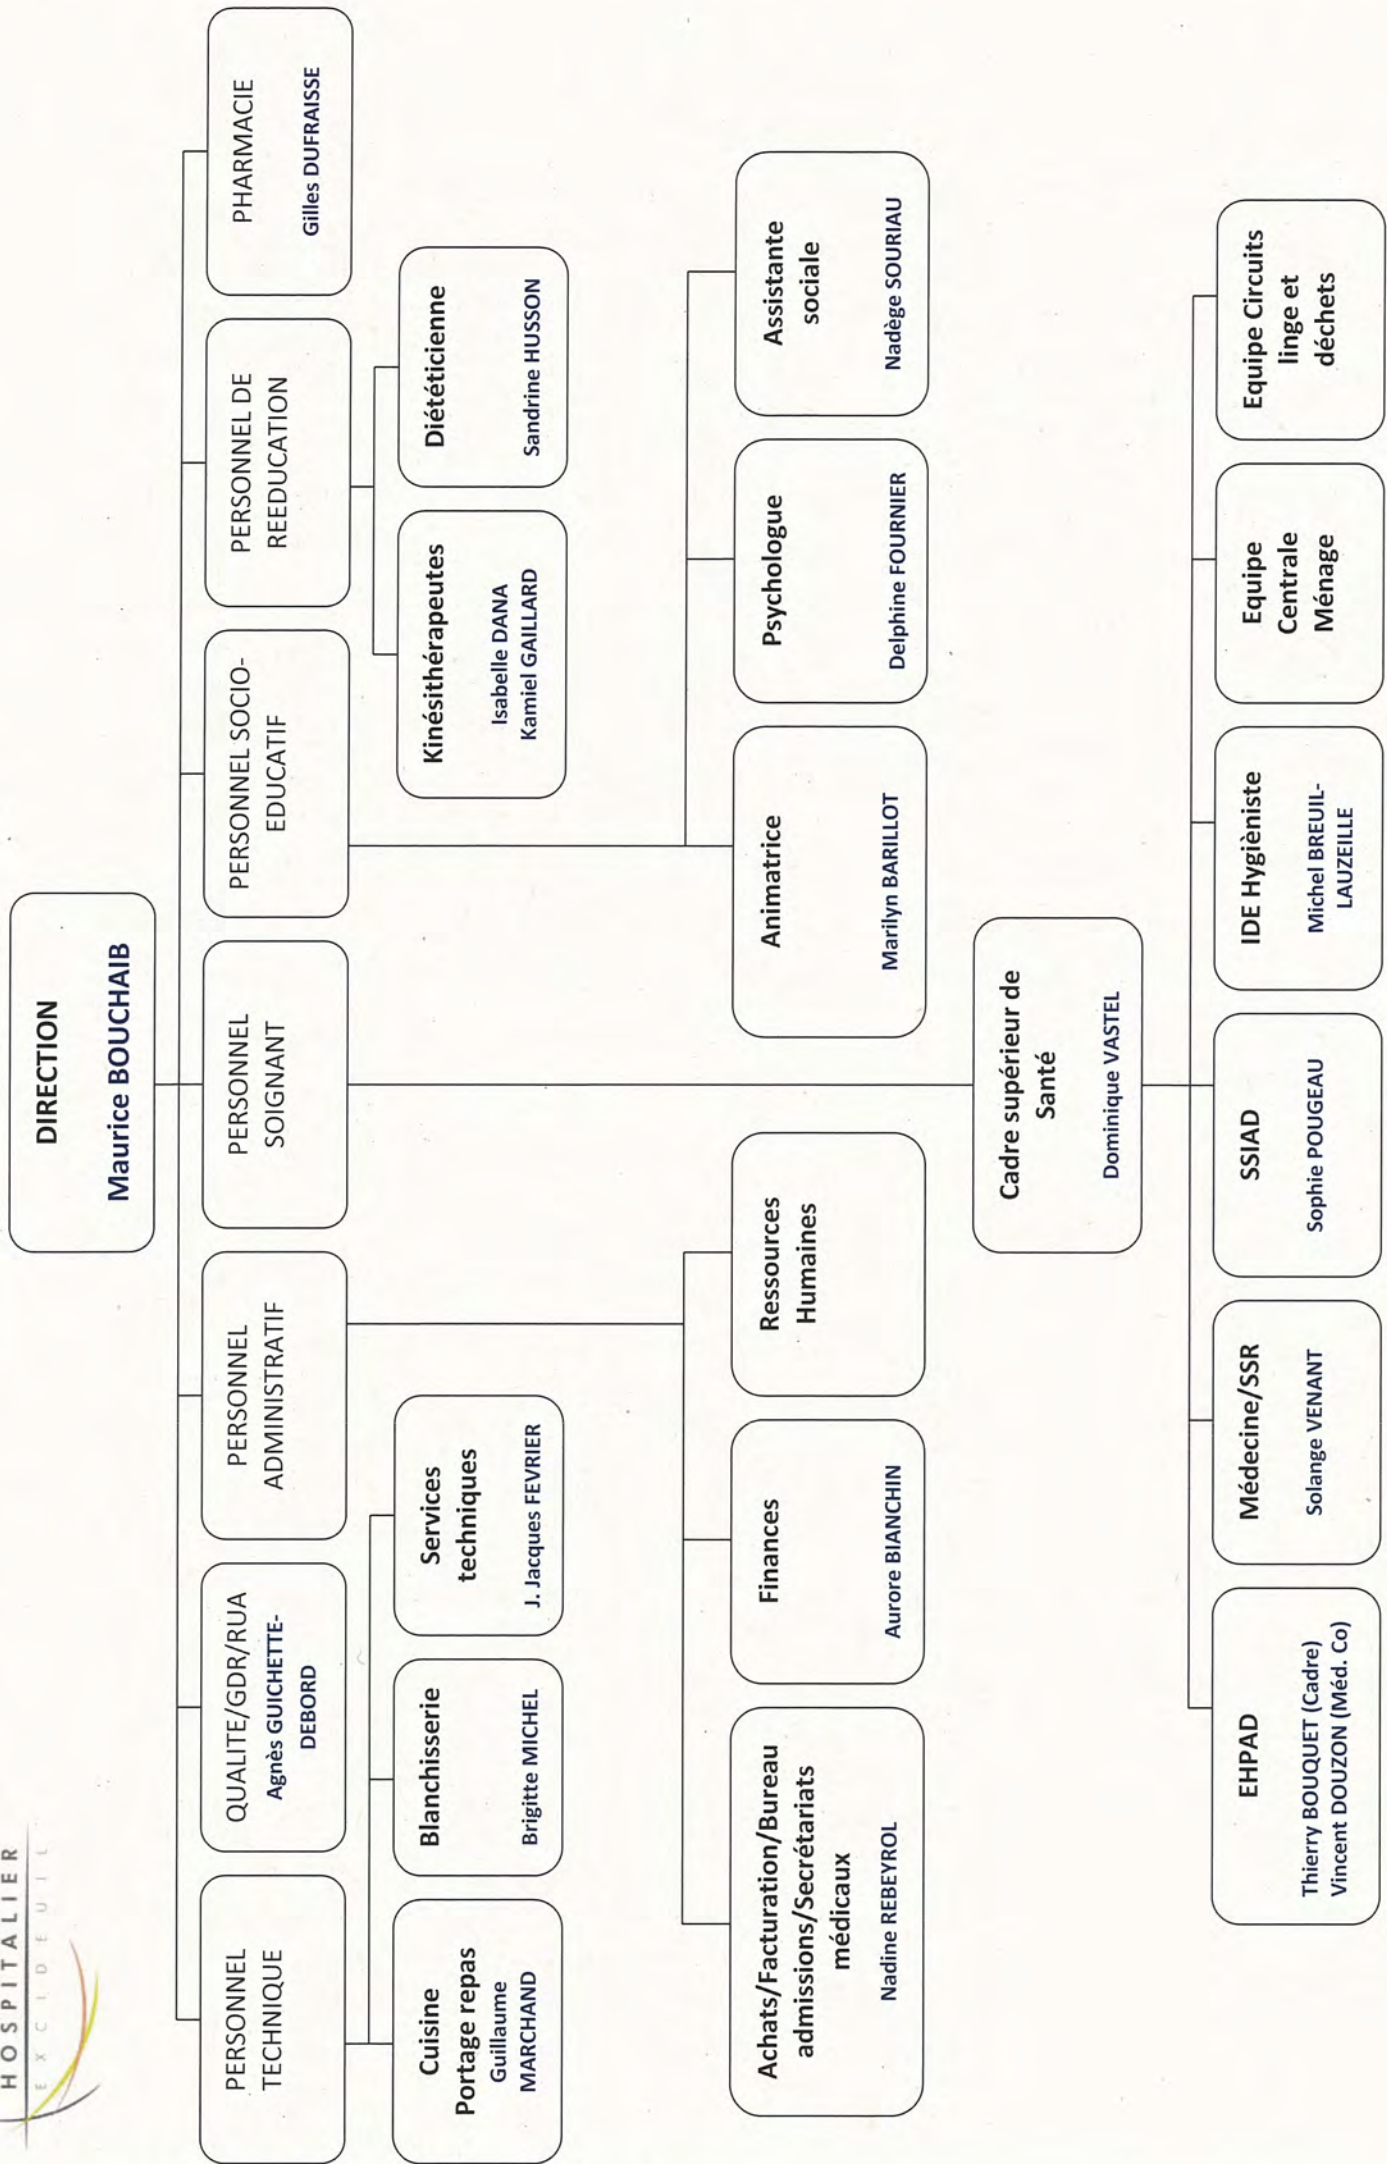 HOSPITALIER
EXCIDEUIL
DIRECTION
Maurice BOUCHAIB
PERSONNEL
TECHNIQUE
QUALITE/GDR/RUA
Agnès GUICHETTE-
DEBORD
PERSONNEL
ADMINISTRATIF
PERSONNEL
SOIGNANT
PERSONNEL SOCIO-
EDUCATIF
PERSONNEL DE
REEDUCATION
PHARMACIE
Gilles DUFRAISSE
Cuisine
Portage repas
Guillaume
MARCHAND
Blanchisserie
Brigitte MICHEL
Services
techniques
J. Jacques FEVRIER
Kinésithérapeutes
Isabelle DANA
Kamiel GAILLARD
Diététicienne
Sandrine HUSSON
Achats/Facturation/Bureau
admissions/Secrétariats
médicaux
Nadine REBEYROL
Finances
Aurore BIANCHIN
Ressources
Humaines
Animatrice
Marilyn BARILLOT
Psychologue
Delphine FOURNIER
Assistante
sociale
Nadège SOURIAU
Cadre supérieur de
Santé
Dominique VASTEL
EHPAD
Thierry BOUQUET (Cadre)
Vincent DOUZON (Méd. Co)
Médecine/SSR
Solange VENANT
SSIAD
Sophie POUGEAU
IDE Hygièniste
Michel BREUIL-
LAUZEILLE
Equipe
Centrale
Ménage
Equipe Circuits
linge et
déchets